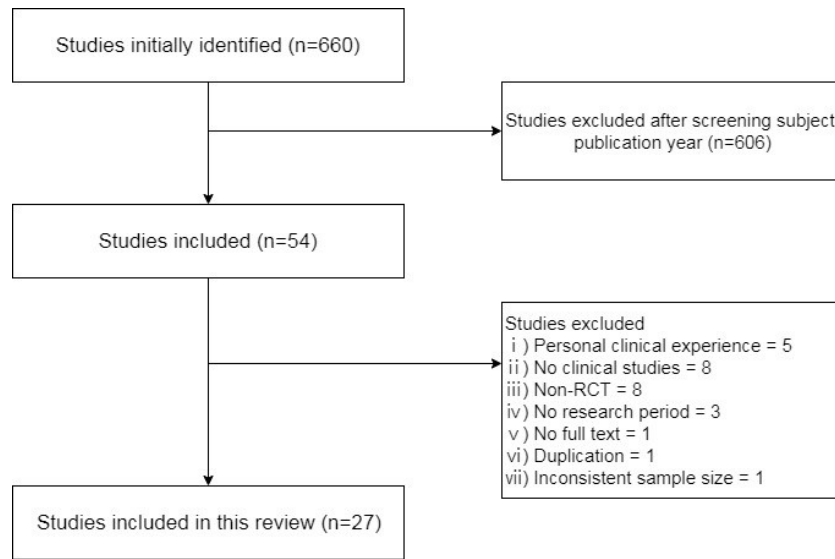 Studies initially identified (n=660)
Studies excluded after screening subject
publication year (n=606)
Studies included (n=54)
Studies excluded
ⅰ) Personal clinical experience = 5
ⅱ) No clinical studies = 8
ⅲ) Non-RCT = 8
ⅳ) No research period = 3
ⅴ) No full text = 1
ⅵ) Duplication = 1
ⅶ) Inconsistent sample size = 1
Studies included in this review (n=27)